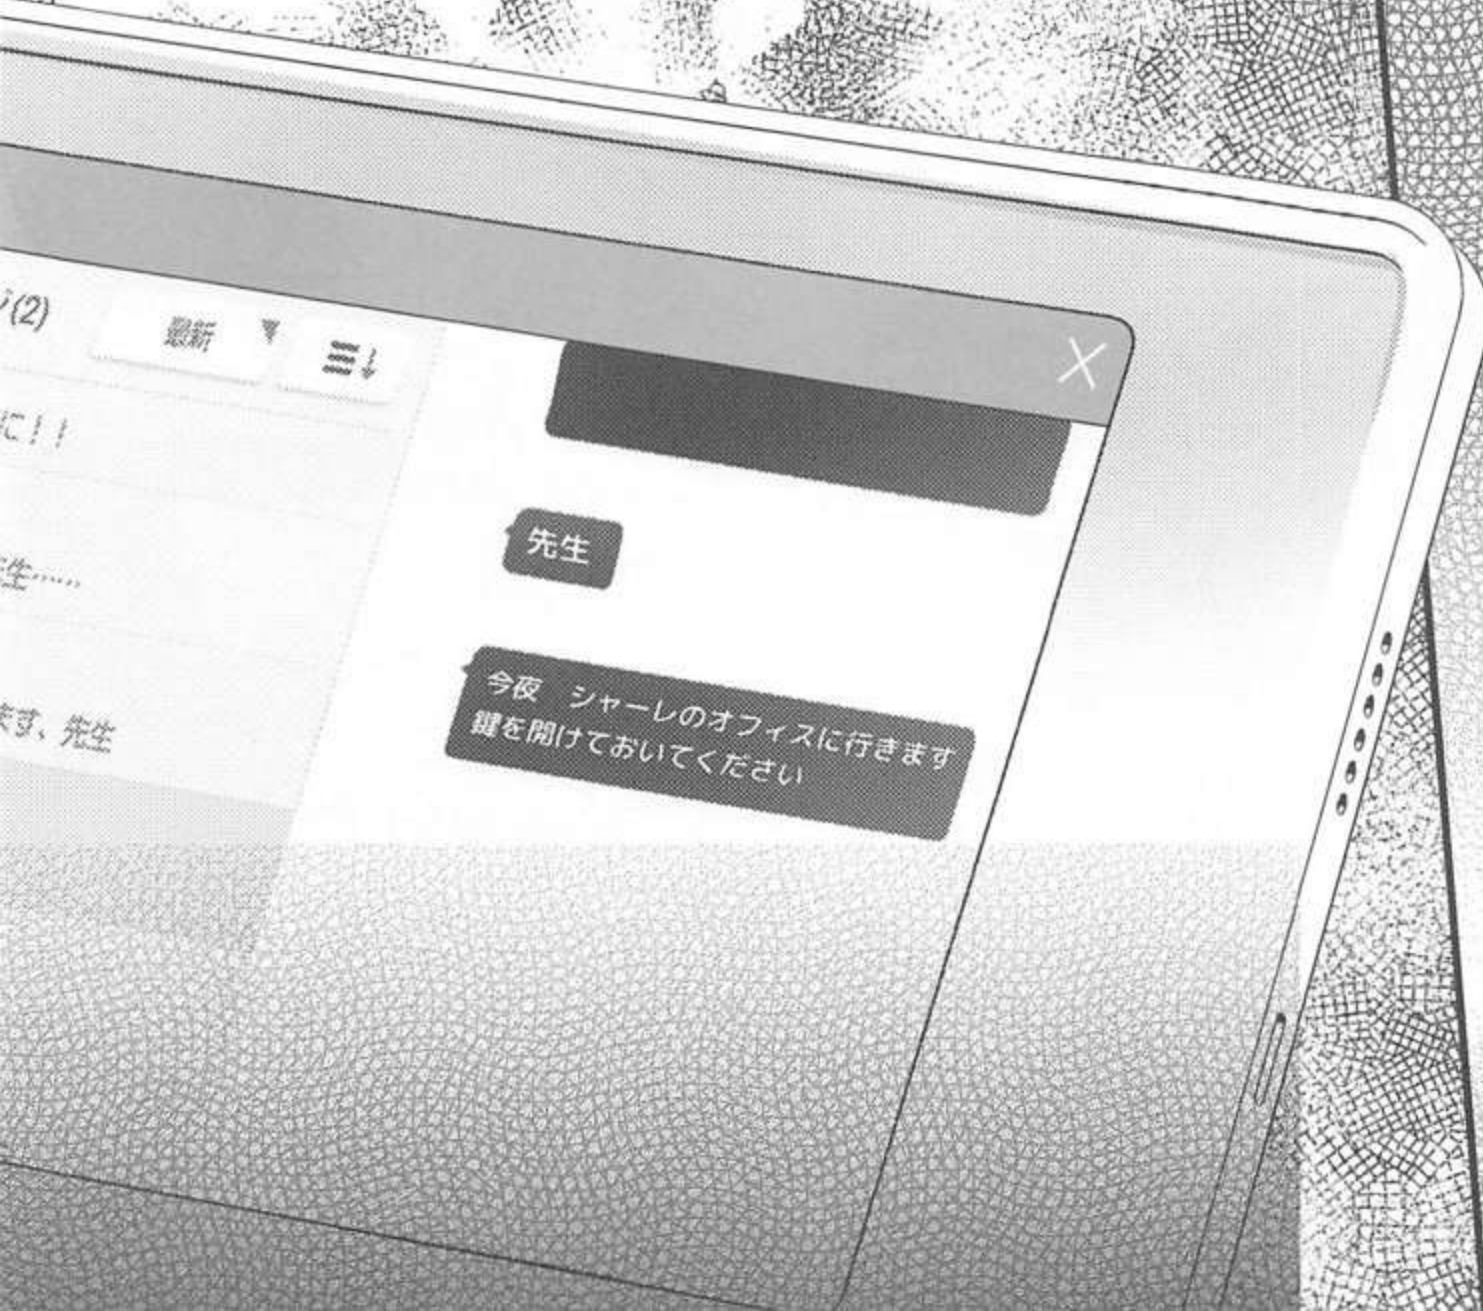 (2)
最新
に！！
生……
ます、先生
先生
今夜　シャーレのオフィスに行きます
鍵を開けておいてください